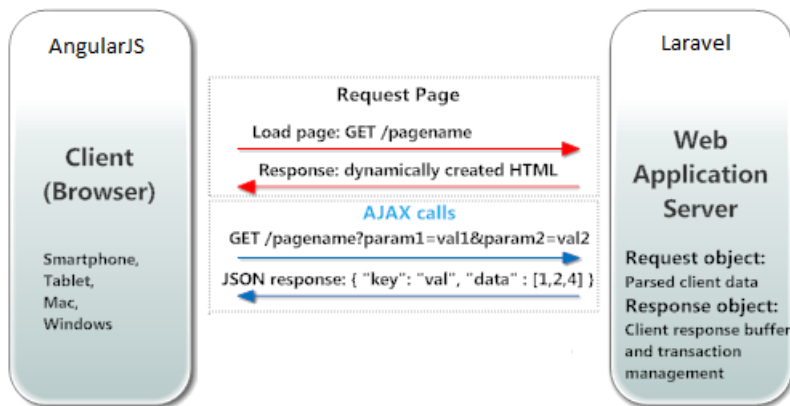 AngularJS
Client
(Browser)
Smartphone,
Tablet,
Mac,
Windows
Request Page
Load page: GET /pagename
Response: dynamically created HTML
AJAX calls
GET /pagename?param1=val1&param2=val2
JSON response: { "key": "val", "data" : [1,2,4] }
Laravel
Web
Application
Server
Request object:
Parsed client data
Response object:
Client response buffer
and transaction
management